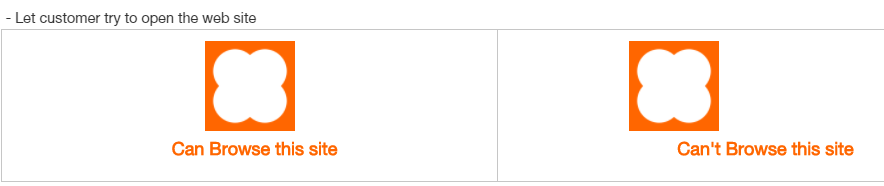 - Let customer try to open the web site
Can Browse this site
Can't Browse this site